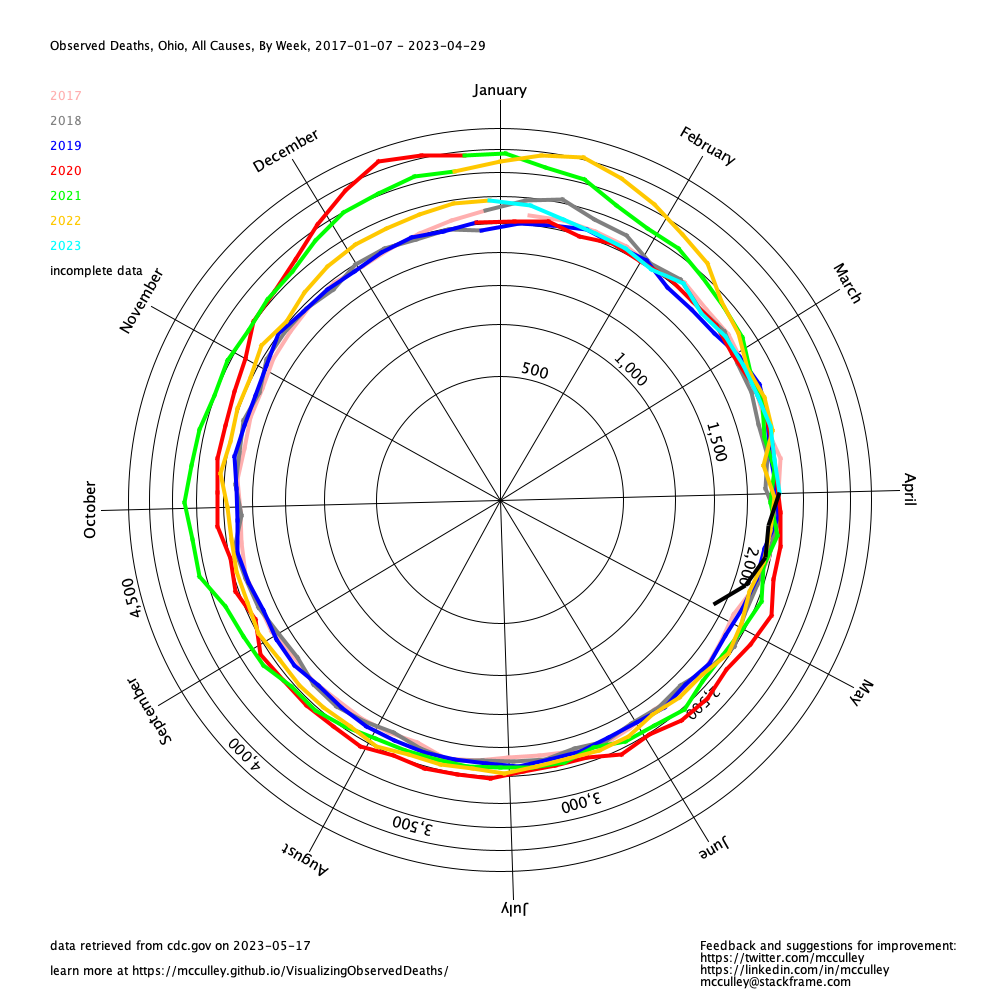 Observed Deaths, Ohio, All Causes, By Week, 2017-01-07 - 2023-04-29
January
2017
2018
2019
2020
2021
2022
2023
incomplete data
December
February
November
March
500
1,000
1,500
October
April
2,000
4,500
September
May
2,500
4,000
3,500
3,000
August
June
July
data retrieved from cdc.gov on 2023-05-17
learn more at https://mcculley.github.io/VisualizingObservedDeaths/
Feedback and suggestions for improvement:
https://twitter.com/mcculley
https://linkedin.com/in/mcculley
mcculley@stackframe.com